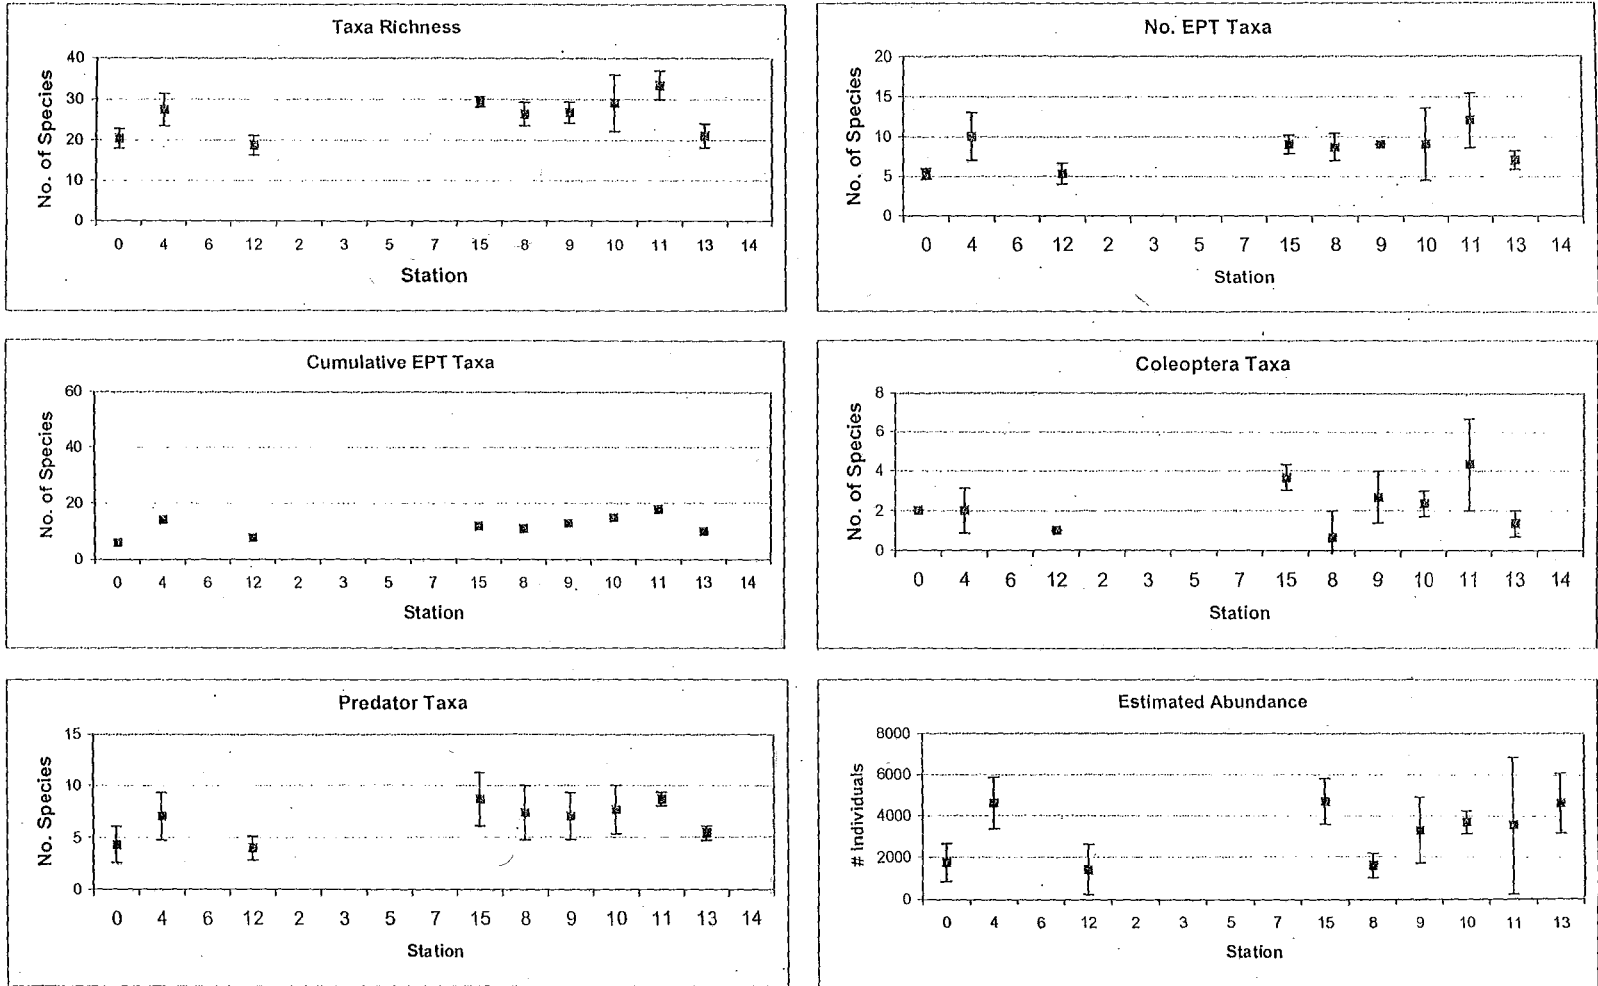 Taxa Richness
No. of Species
40
30
20
10
0
0 4 6 12 2 3 5 7 15 8 9 10 11 13 14
Station
No. EPT Taxa
No. of Species
20
15
10
5
0
0 4 6 12 2 3 5 7 15 8 9 10 11 13 14
Station
Cumulative EPT Taxa
No. of Species
60
40
20
0
0 4 6 12 2 3 5 7 15 8 9 10 11 13 14
Station
Coleoptera Taxa
No. of Species
8
6
4
2
0
0 4 6 12 2 3 5 7 15 8 9 10 11 13 14
Station
Predator Taxa
No. Species
15
10
5
0
0 4 6 12 2 3 5 7 15 8 9 10 11 13 14
Station
Estimated Abundance
# individuals
8000
6000
4000
2000
0
0 4 6 12 2 3 5 7 15 8 9 10 11 13
Station